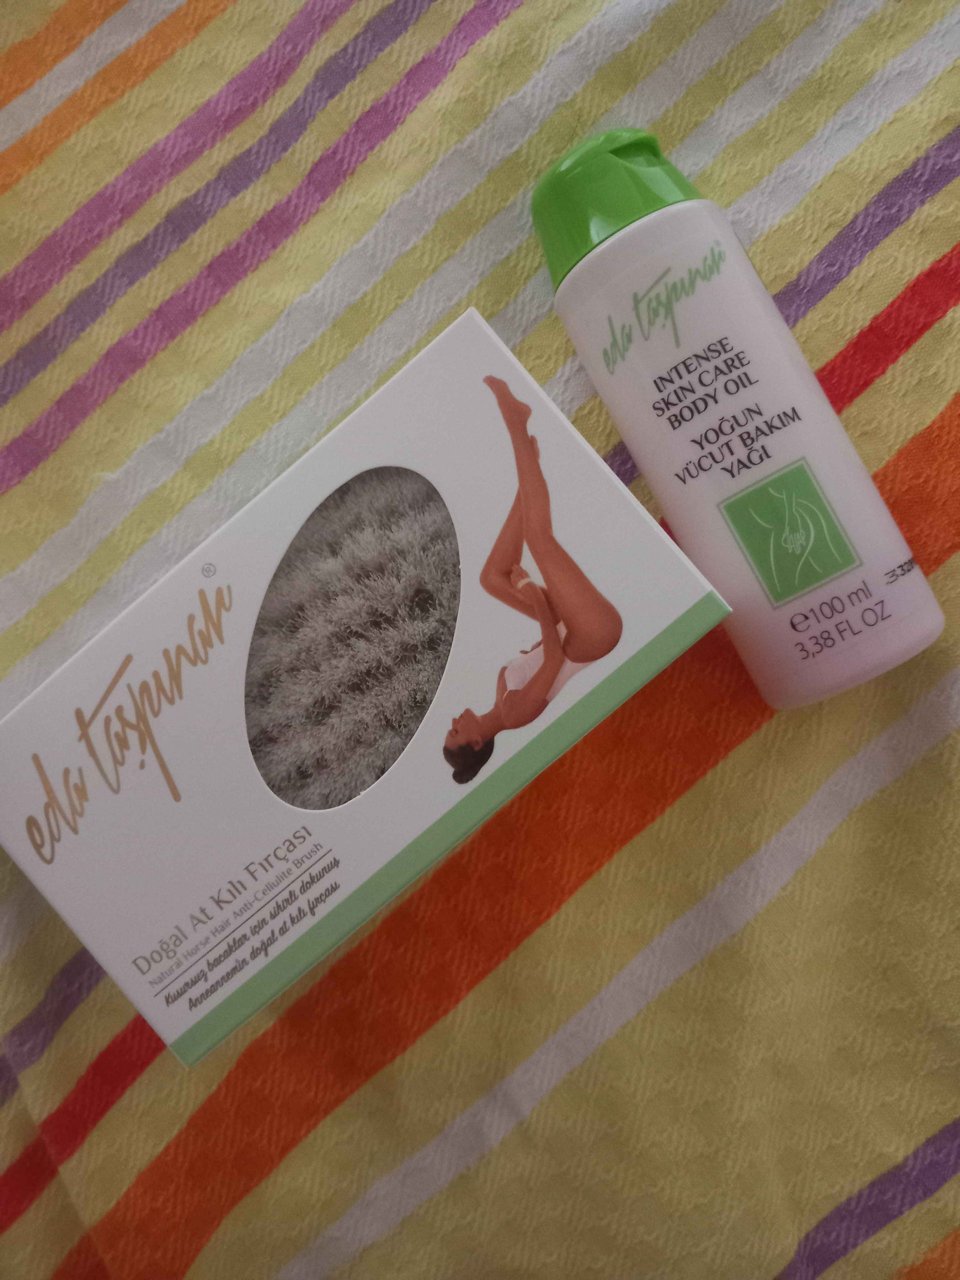 eda taşpınar®
Doğal At Kılı Fırçası
Natural Horse Hair Anti-Cellulite Brush
Kusursuz bacaklar için sihirli dokunuş
Anneannemin doğal at kılı fırçası
eda taşpınar®
INTENSE
SKIN CARE
BODY OIL
YOĞUN
VÜCUT BAKIM
YAĞI
℮100 ml
3,38 FL OZ